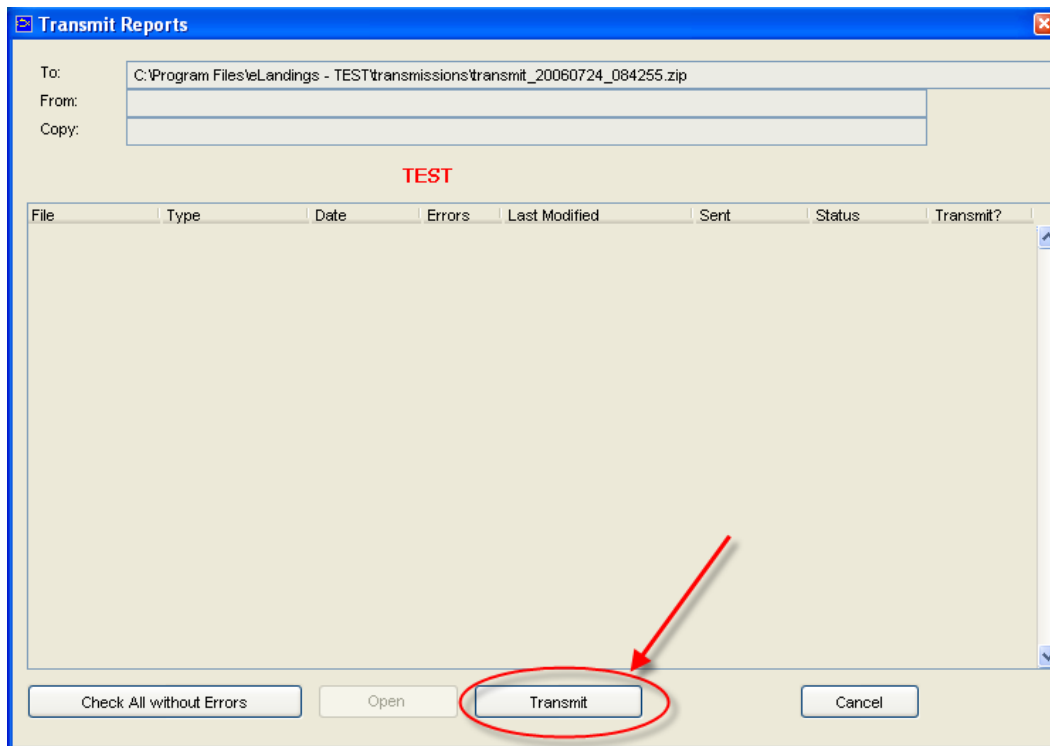 Transmit Reports
To: C:\Program Files\eLandings - TEST\transmissions\transmit_20060724_084255.zip
From:
Copy:
TEST
File Type Date Errors Last Modified Sent Status Transmit?
Check All without Errors Open Transmit Cancel